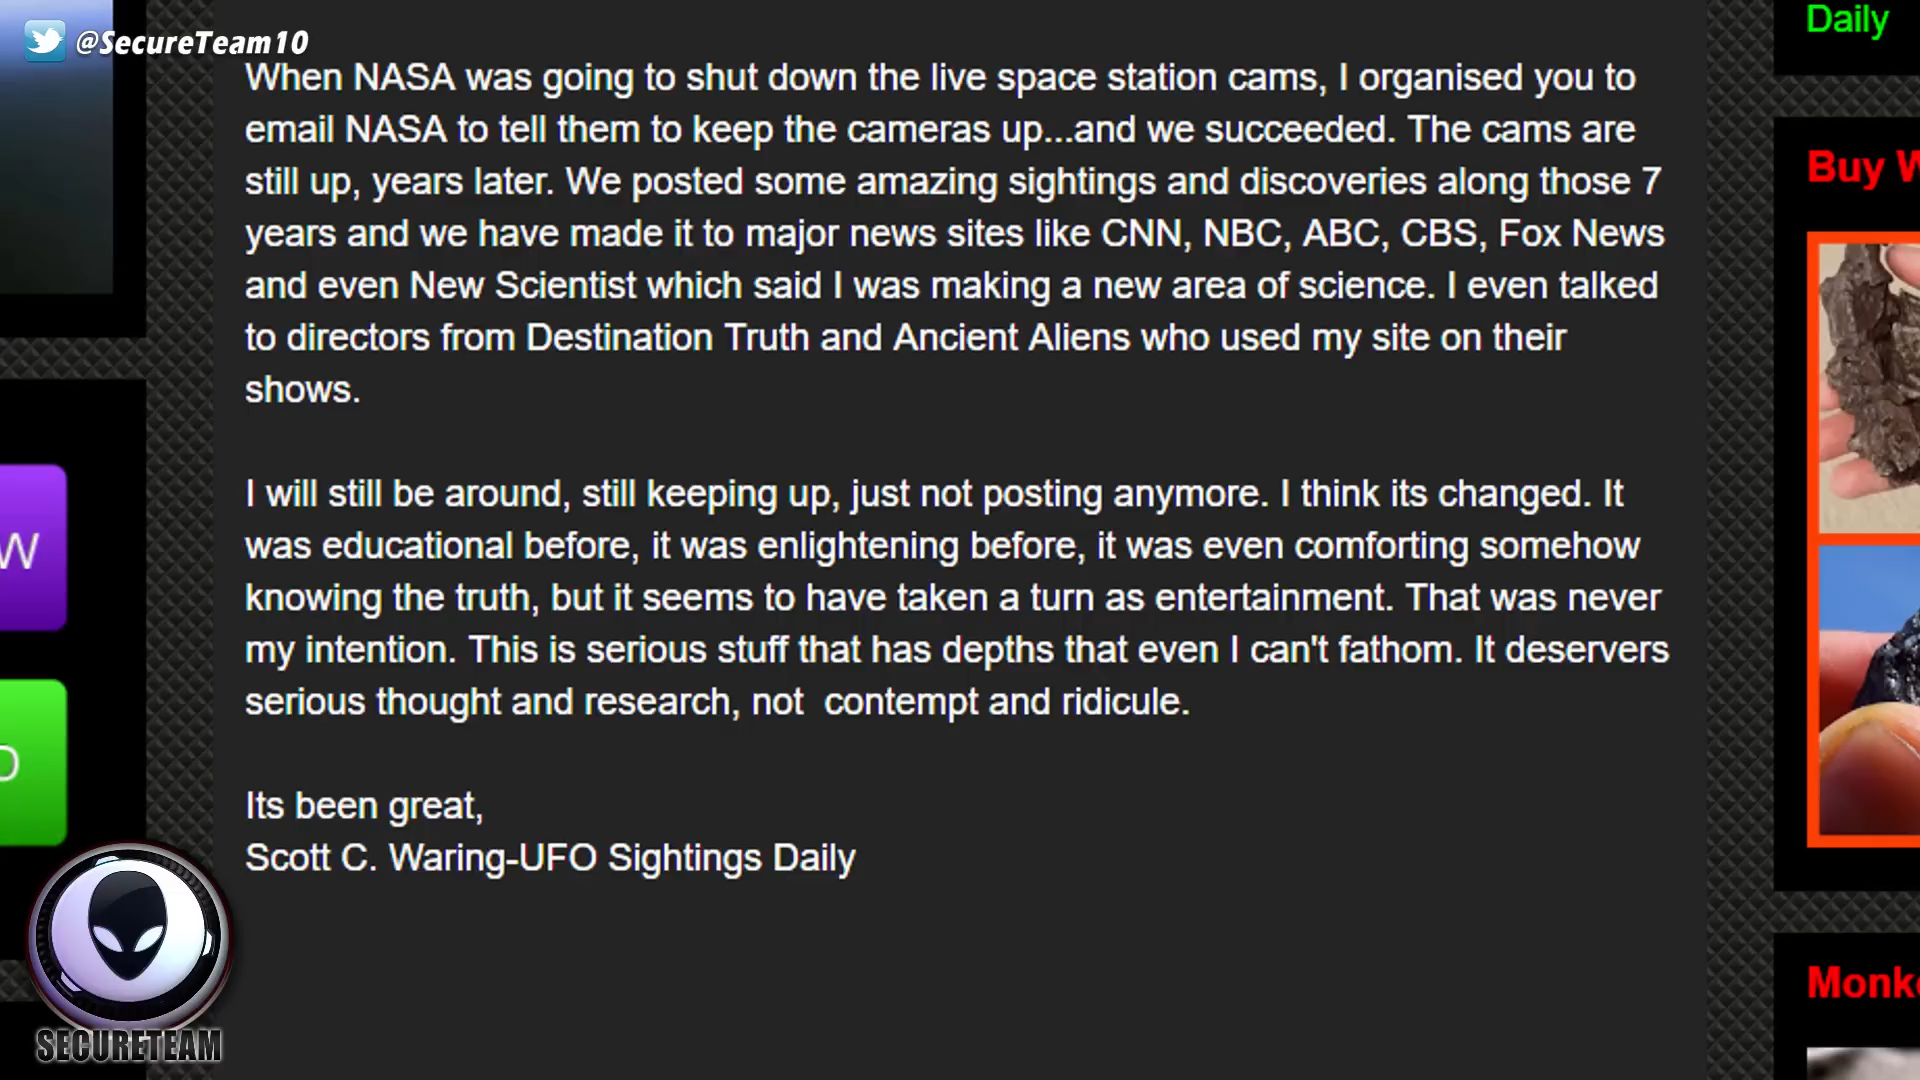 @SecureTeam10
Daily
When NASA was going to shut down the live space station cams, I organised you to
email NASA to tell them to keep the cameras up...and we succeeded. The cams are
still up, years later. We posted some amazing sightings and discoveries along those 7
years and we have made it to major news sites like CNN, NBC, ABC, CBS, Fox News
and even New Scientist which said I was making a new area of science. I even talked
to directors from Destination Truth and Ancient Aliens who used my site on their
shows.
I will still be around, still keeping up, just not posting anymore. I think its changed. It
was educational before, it was enlightening before, it was even comforting somehow
knowing the truth, but it seems to have taken a turn as entertainment. That was never
my intention. This is serious stuff that has depths that even I can't fathom. It deservers
serious thought and research, not  contempt and ridicule.
Its been great,
Scott C. Waring-UFO Sightings Daily
Buy
W
SECURETEAM